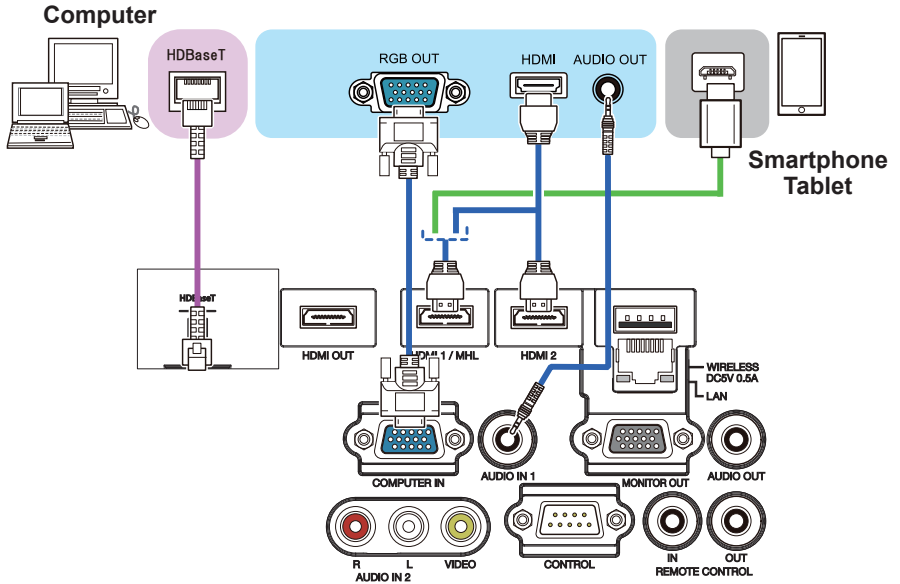 Computer
HDBaseT
RGB OUT
HDMI
AUDIO OUT
Smartphone
Tablet
HDBaseT
HDMI OUT
HDMI 1 / MHL
HDMI 2
WIRELESS
DC5V 0.5A
LAN
COMPUTER IN
AUDIO IN 1
MONITOR OUT
AUDIO OUT
R
L
VIDEO
AUDIO IN 2
CONTROL
IN
OUT
REMOTE CONTROL